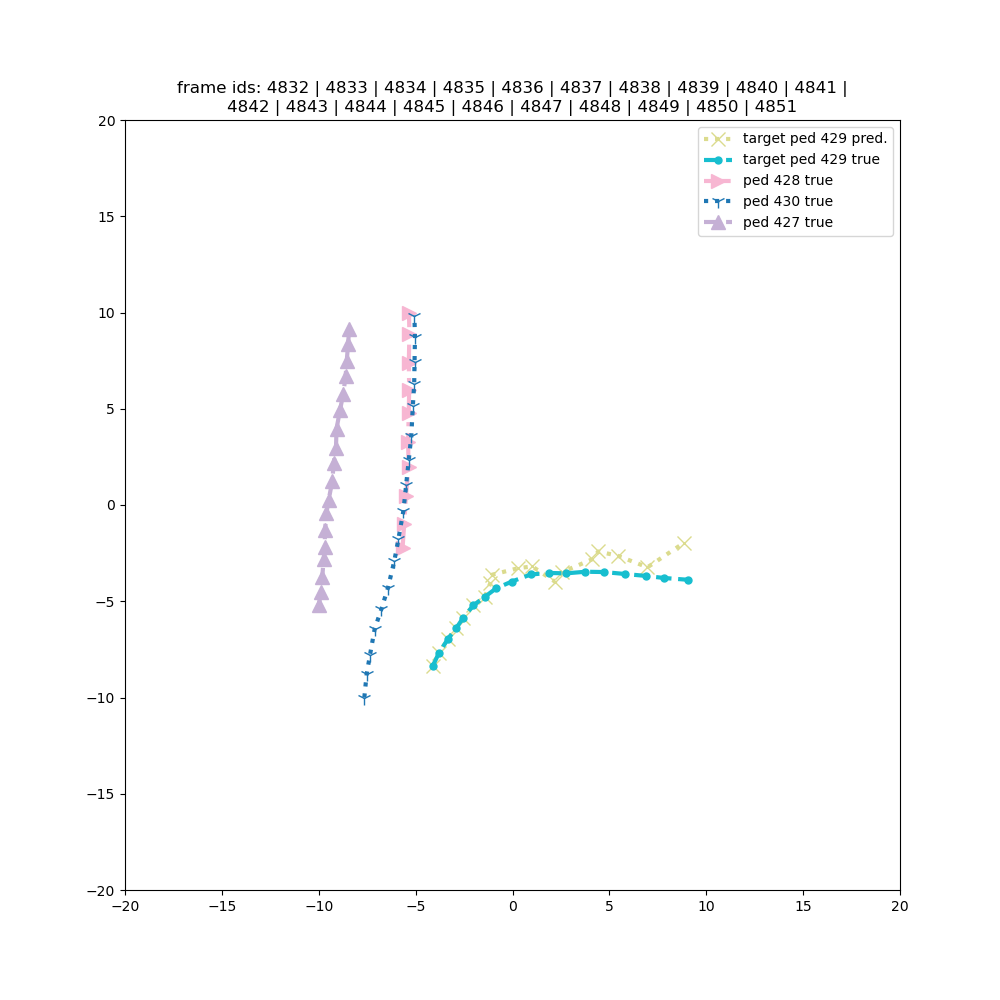 frame ids: 4832 | 4833 | 4834 | 4835 | 4836 | 4837 | 4838 | 4839 | 4840 | 4841 |
4842 | 4843 | 4844 | 4845 | 4846 | 4847 | 4848 | 4849 | 4850 | 4851
target ped 429 pred.
target ped 429 true
ped 428 true
ped 430 true
ped 427 true
20
15
10
5
0
−5
−10
−15
−20
−20 −15 −10 −5 0 5 10 15 20